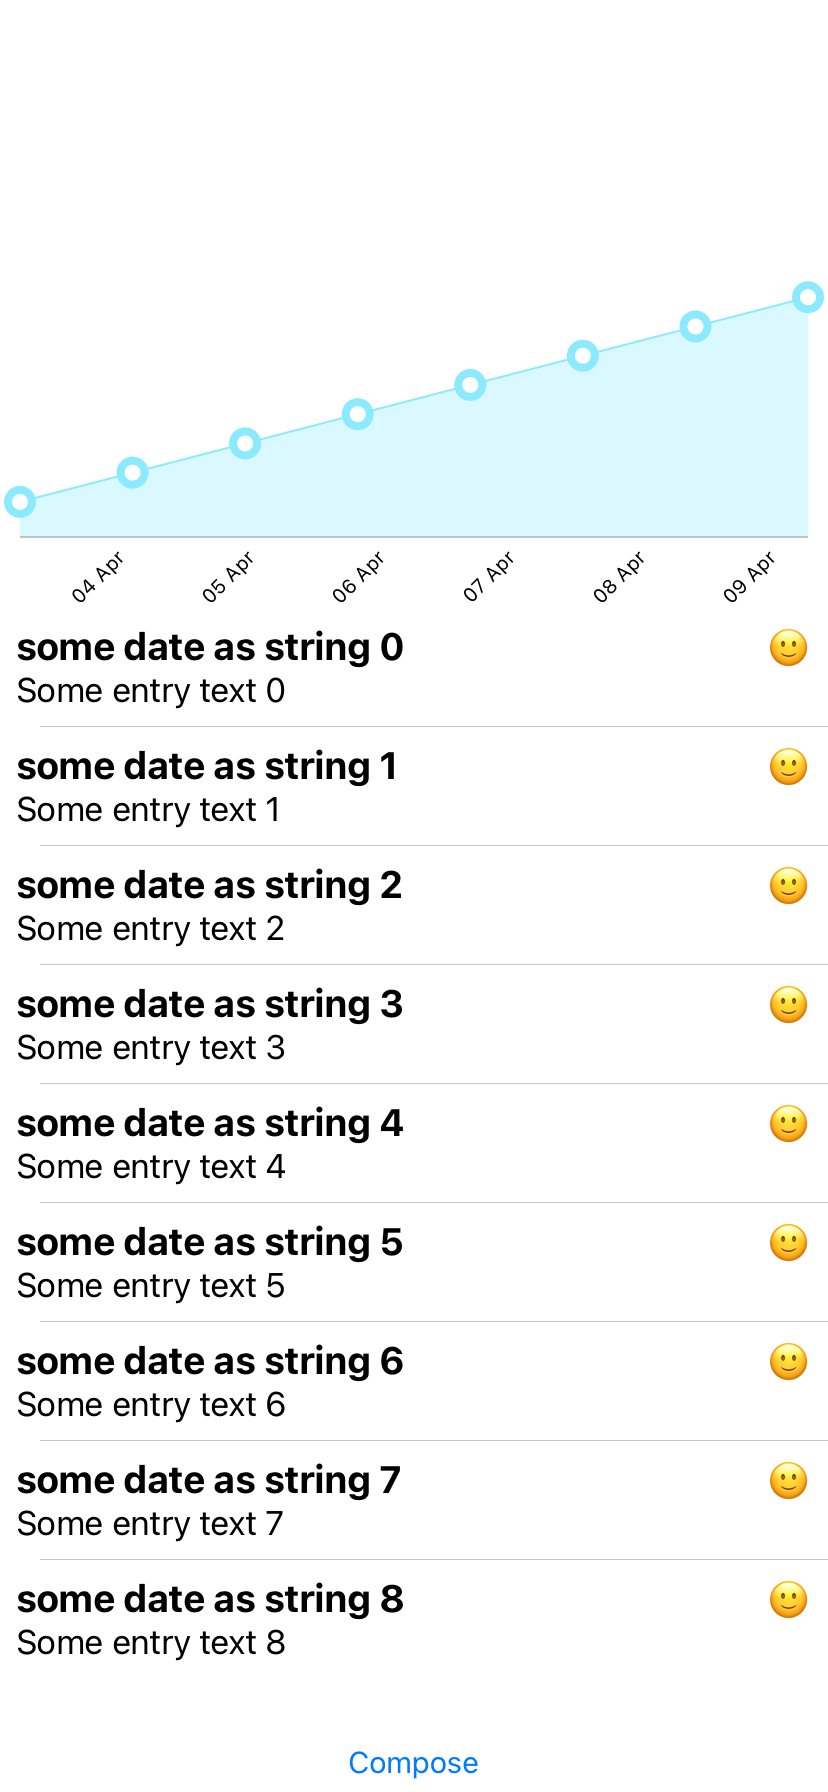 04 Apr
05 Apr
06 Apr
07 Apr
08 Apr
09 Apr
some date as string 0
Some entry text 0
some date as string 1
Some entry text 1
some date as string 2
Some entry text 2
some date as string 3
Some entry text 3
some date as string 4
Some entry text 4
some date as string 5
Some entry text 5
some date as string 6
Some entry text 6
some date as string 7
Some entry text 7
some date as string 8
Some entry text 8
Compose